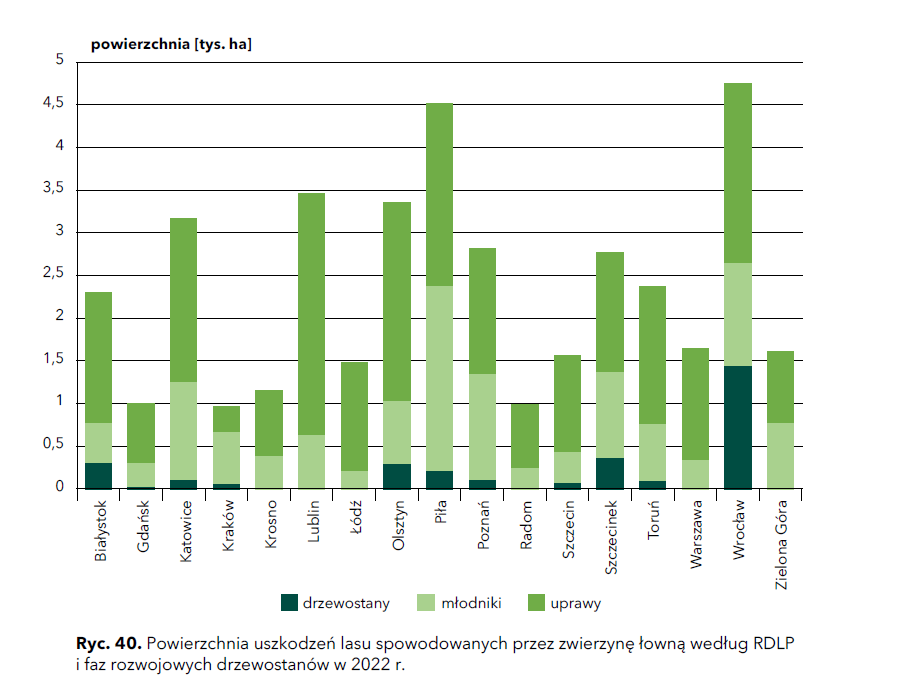 powierzchnia [tys. ha]
5
4,5
4
3,5
3
2,5
2
1,5
1
0,5
0
Białystok
Gdańsk
Katowice
Kraków
Krosno
Lublin
Łódź
Olsztyn
Piła
Poznań
Radom
Szczecin
Szczecinek
Toruń
Warszawa
Wrocław
Zielona Góra
drzewostany młodniki uprawy
Ryc. 40. Powierzchnia uszkodzeń lasu spowodowanych przez zwierzynę łowną według RDLP
i faz rozwojowych drzewostanów w 2022 r.